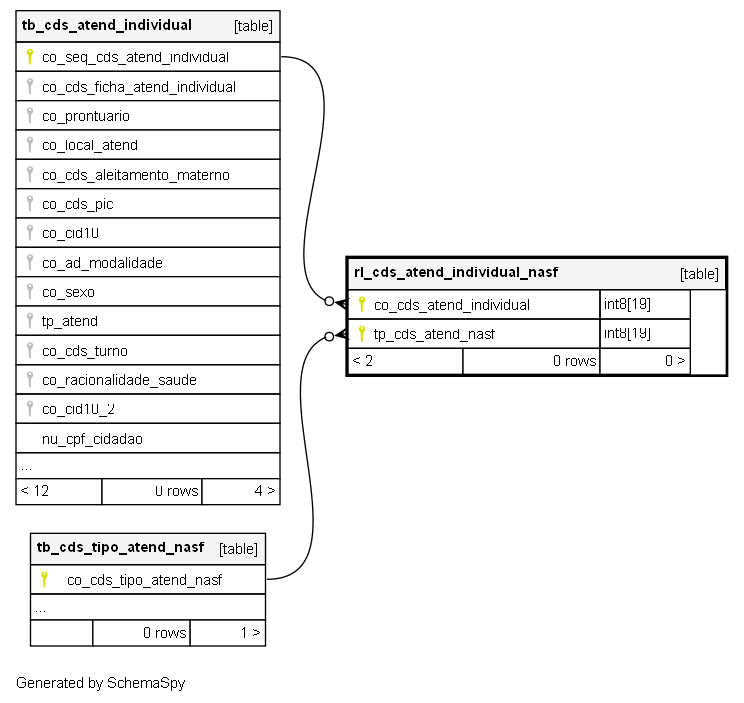 tb_cds_atend_individual [table]
co_seq_cds_atend_individual
co_cds_ficha_atend_individual
co_prontuario
co_local_atend
co_cds_aleitamento_materno
co_cds_pic
co_cid10
co_ad_modalidade
co_sexo
tp_atend
co_cds_turno
co_racionalidade_saude
co_cid10_2
nu_cpf_cidadao
...
< 12 0 rows 4 >
rl_cds_atend_individual_nasf [table]
co_cds_atend_individual int8[19]
tp_cds_atend_nasf int8[19]
< 2 0 rows 0 >
tb_cds_tipo_atend_nasf [table]
co_cds_tipo_atend_nasf
...
0 rows 1 >
Generated by SchemaSpy